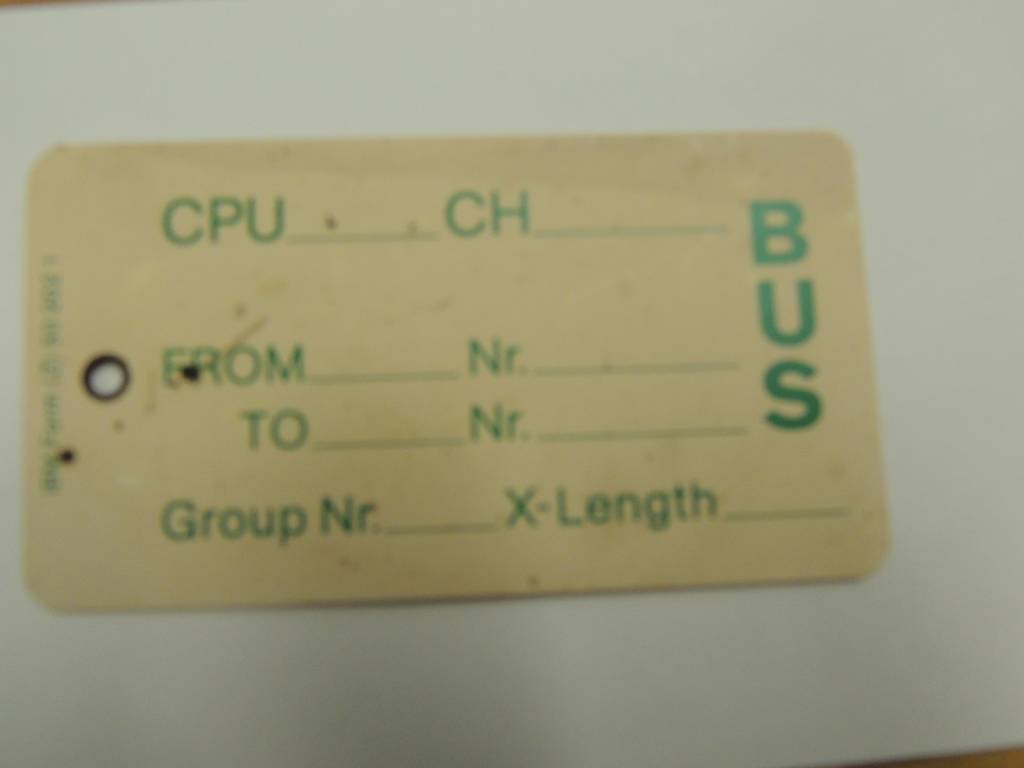 CPU CH
FROM Nr.
TO Nr.
Group Nr. X-Length
BUS